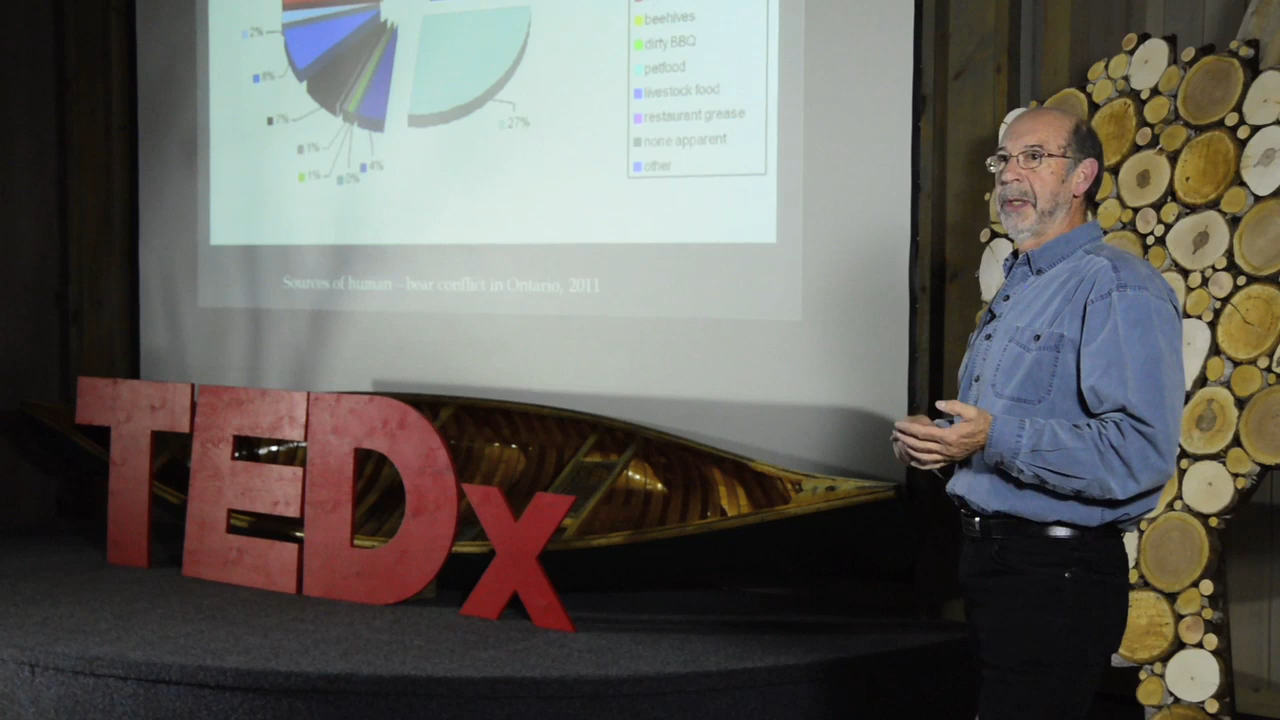 beehives
dirty BBQ
petfood
livestock food
restaurant grease
none apparent
other
2%
8%
7%
1%
1%
0%
4%
27%
Sources of human – bear conflict in Ontario, 2011
TEDx